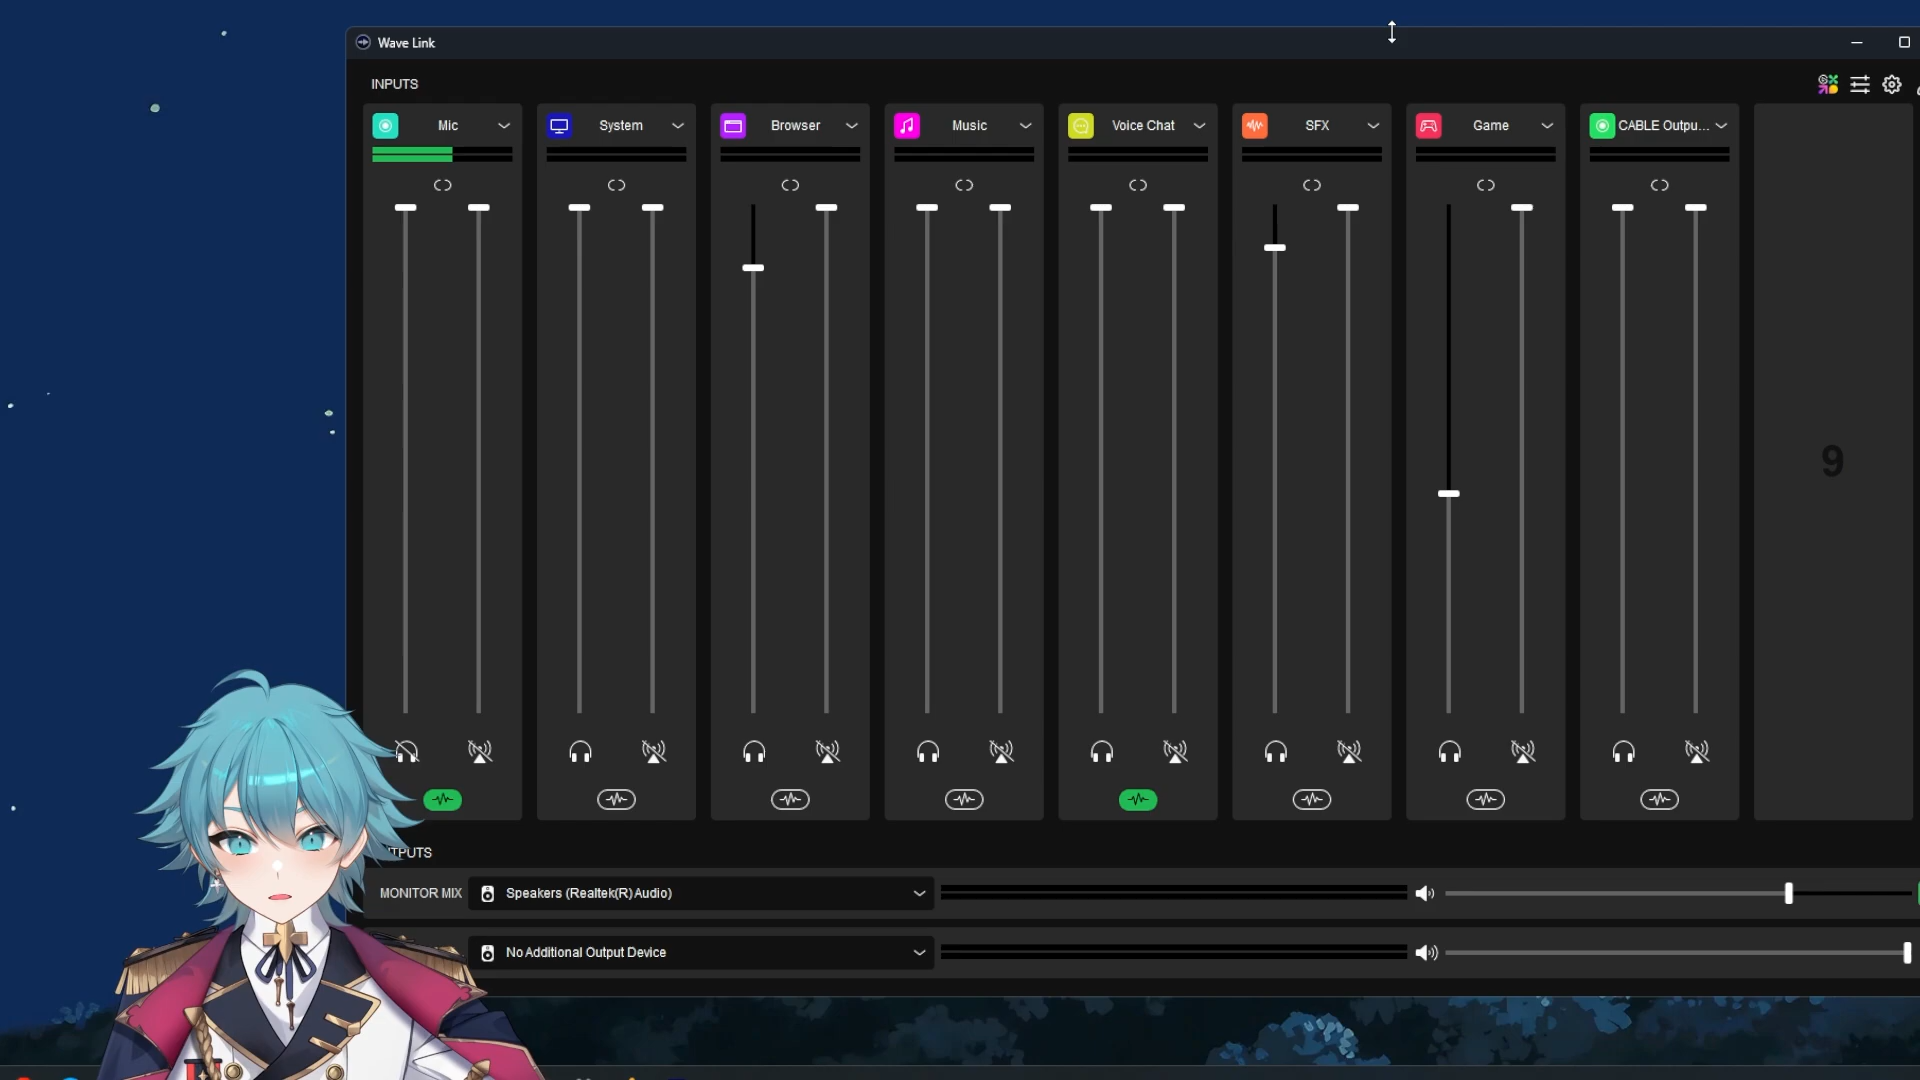 Wave Link
INPUTS
Mic
System
Browser
Music
Voice Chat
SFX
Game
CABLE Outpu...
9
TPUTS
MONITOR MIX
Speakers (Realtek(R) Audio)
No Additional Output Device